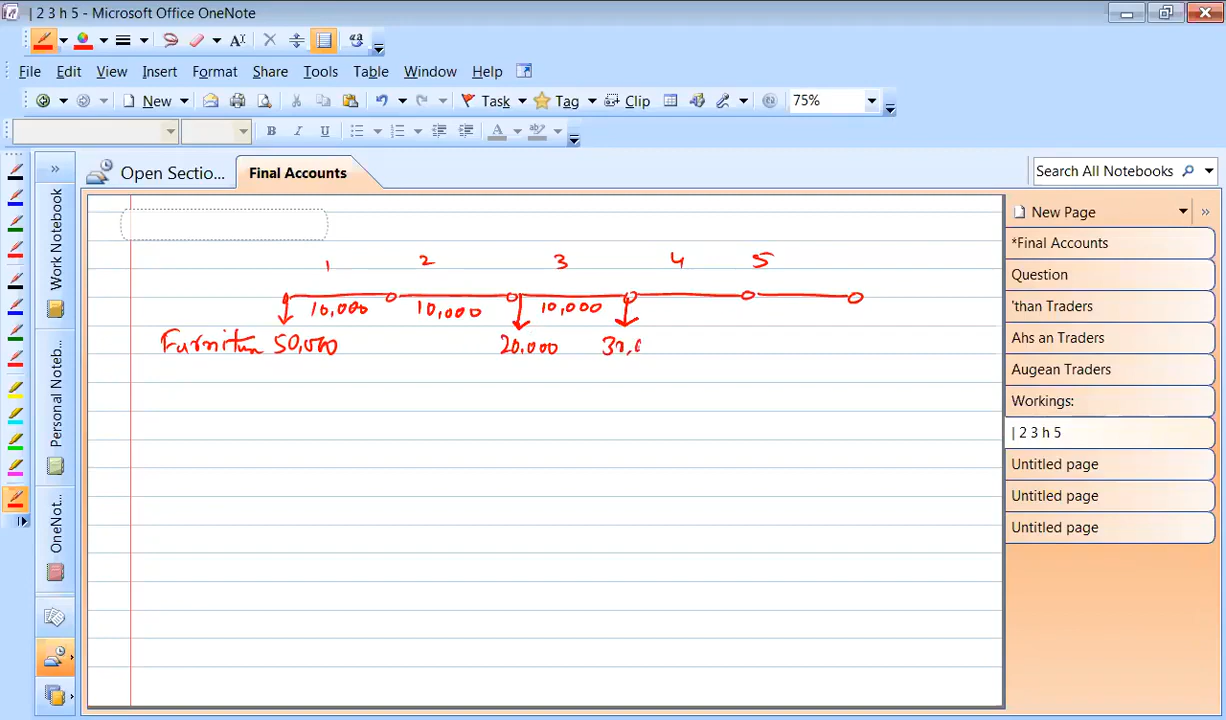 | 2 3 h 5 - Microsoft Office OneNote
File Edit View Insert Format Share Tools Table Window Help
New Task Tag Clip 75%
B I U
Open Sectio... Final Accounts
Search All Notebooks
Work Notebook
Personal Noteb...
OneNot...
1 2 3 4 5
10,000 10,000 10,000
50,000 20,000
New Page
*Final Accounts
Question
'than Traders
Ahs an Traders
Augean Traders
Workings:
| 2 3 h 5
Untitled page
Untitled page
Untitled page